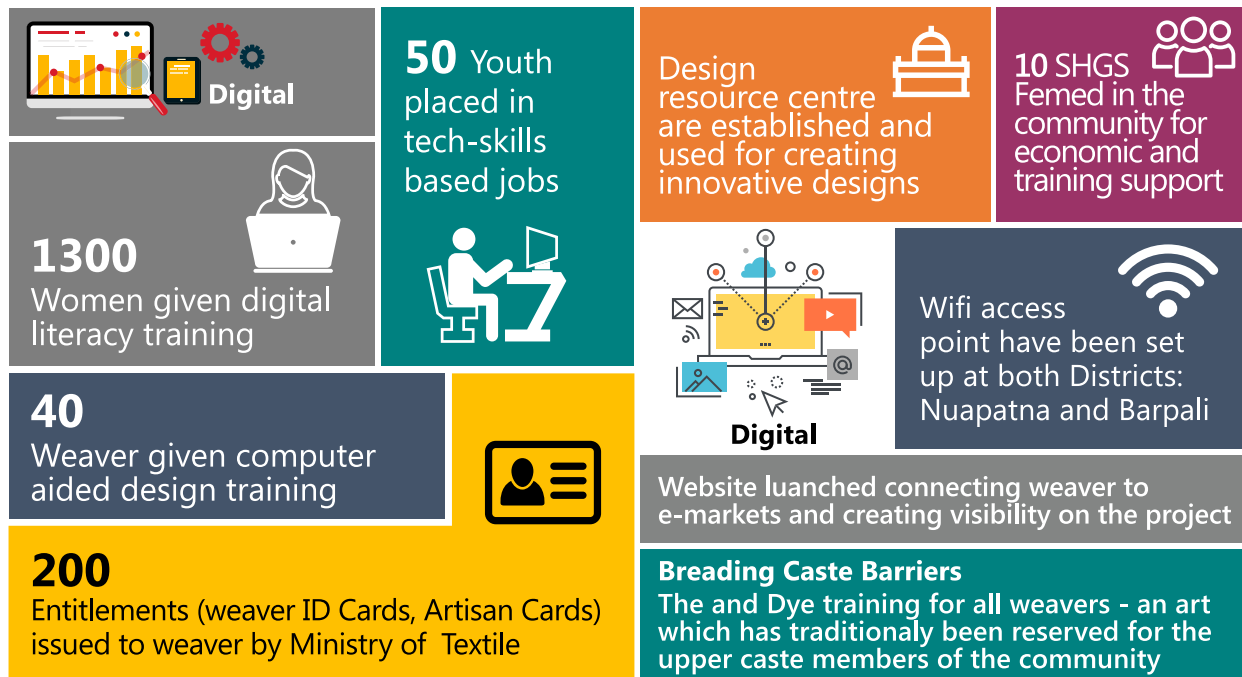 Digital
1300
Women given digital
literacy training
50 Youth
placed in
tech-skills
based jobs
40
Weaver given computer
aided design training
200
Entitlements (weaver ID Cards, Artisan Cards)
issued to weaver by Ministry of Textile
Design
resource centre
are established and
used for creating
innovative designs
10 SHGS
Femed in the
community for
economic and
training support
@
Digital
Wifi access
point have been set
up at both Districts:
Nuapatna and Barpali
Website luanched connecting weaver to
e-markets and creating visibility on the project
Breading Caste Barriers
The and Dye training for all weavers - an art
which has traditionaly been reserved for the
upper caste members of the community